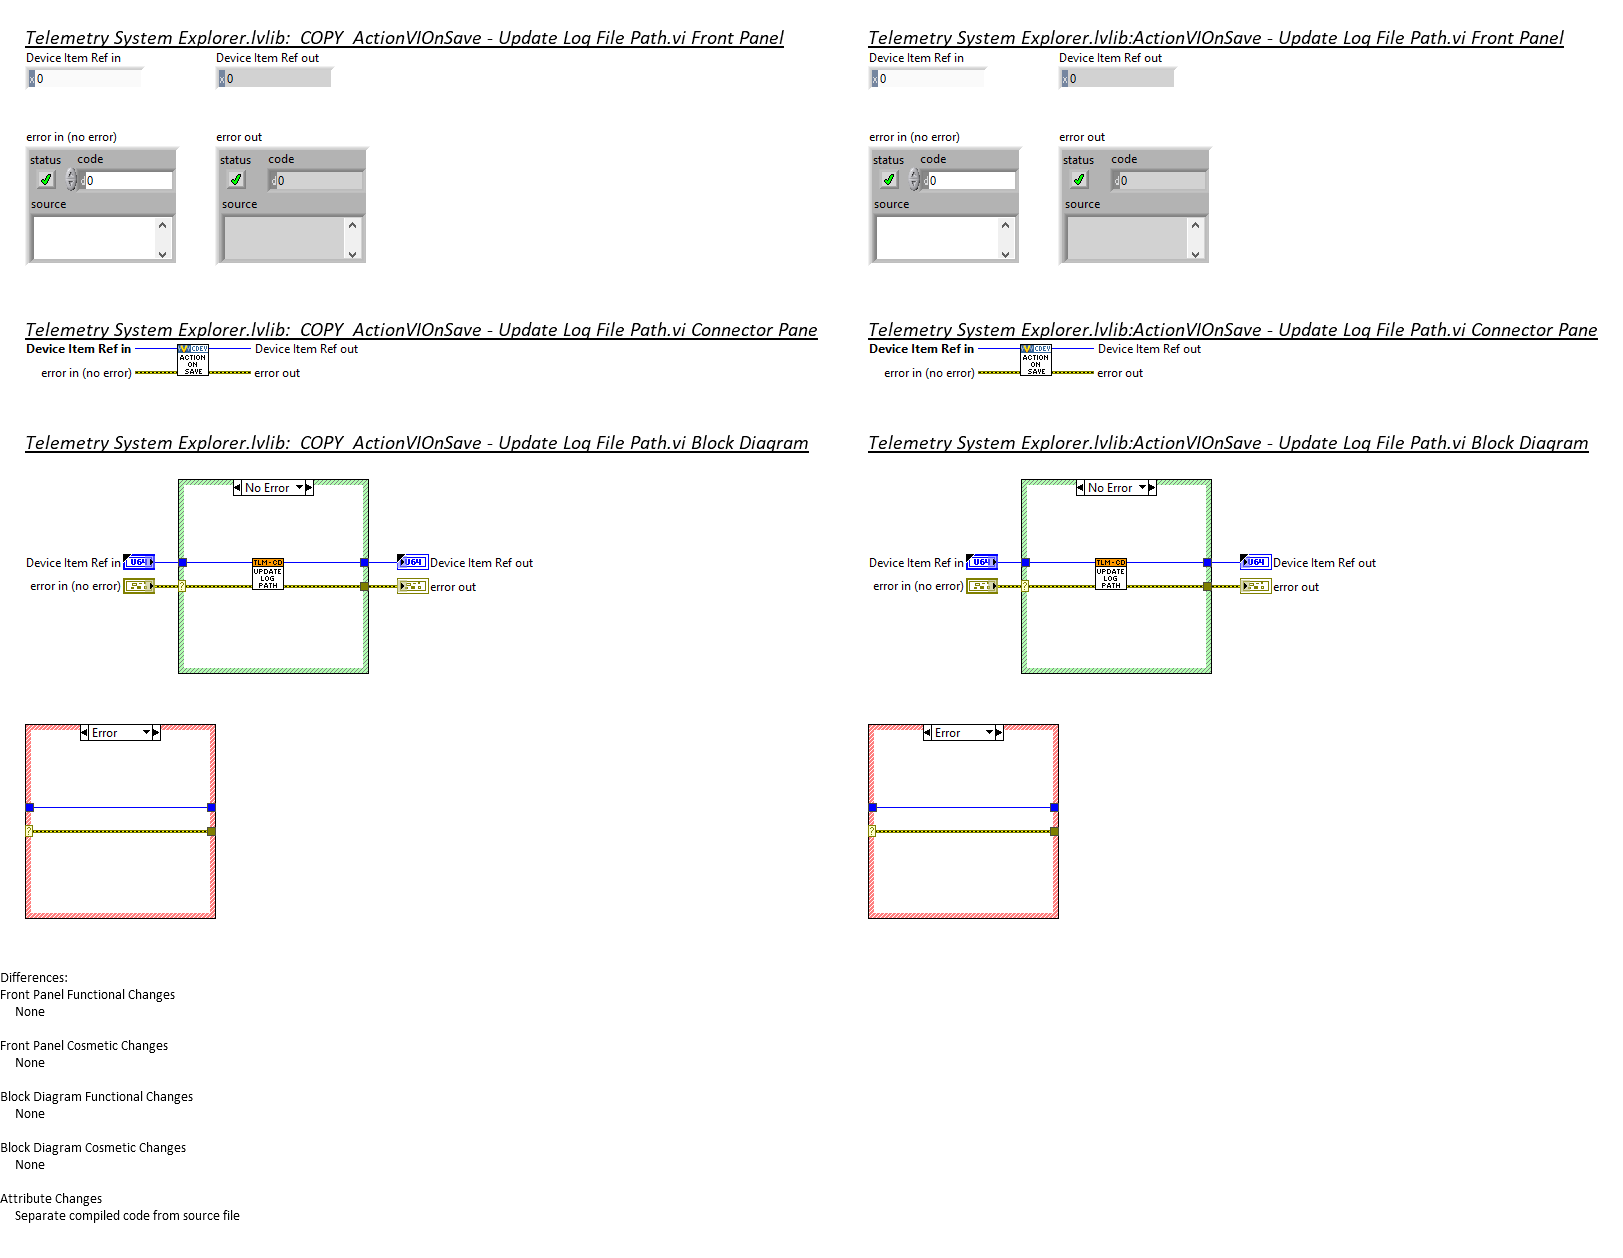 Telemetry System Explorer.lvlib:_COPY_ActionVIOnSave - Update Log File Path.vi Front Panel
Device Item Ref in
Device Item Ref out
x 0
x 0
error in (no error)
error out
status code
status code
d 0
d 0
source
source
Telemetry System Explorer.lvlib:ActionVIOnSave - Update Log File Path.vi Front Panel
Device Item Ref in
Device Item Ref out
x 0
x 0
error in (no error)
error out
status code
status code
d 0
d 0
source
source
Telemetry System Explorer.lvlib:_COPY_ActionVIOnSave - Update Log File Path.vi Connector Pane
Device Item Ref in
CDEV
ACTION
ON
SAVE
Device Item Ref out
error in (no error)
error out
Telemetry System Explorer.lvlib:ActionVIOnSave - Update Log File Path.vi Connector Pane
Device Item Ref in
CDEV
ACTION
ON
SAVE
Device Item Ref out
error in (no error)
error out
Telemetry System Explorer.lvlib:_COPY_ActionVIOnSave - Update Log File Path.vi Block Diagram
No Error
Device Item Ref in
U64
TLM-CD
UPDATE
LOG
PATH
U64
Device Item Ref out
error in (no error)
?
error out
Error
?
Telemetry System Explorer.lvlib:ActionVIOnSave - Update Log File Path.vi Block Diagram
No Error
Device Item Ref in
U64
TLM-CD
UPDATE
LOG
PATH
U64
Device Item Ref out
error in (no error)
?
error out
Error
?
Differences:
Front Panel Functional Changes
None
Front Panel Cosmetic Changes
None
Block Diagram Functional Changes
None
Block Diagram Cosmetic Changes
None
Attribute Changes
Separate compiled code from source file